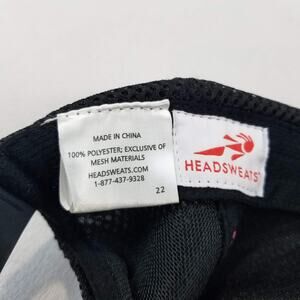 MADE IN CHINA
100% POLYESTER; EXCLUSIVE OF
MESH MATERIALS
HEADSWEATS.COM
1-877-437-9328
22
HEADSWEATS